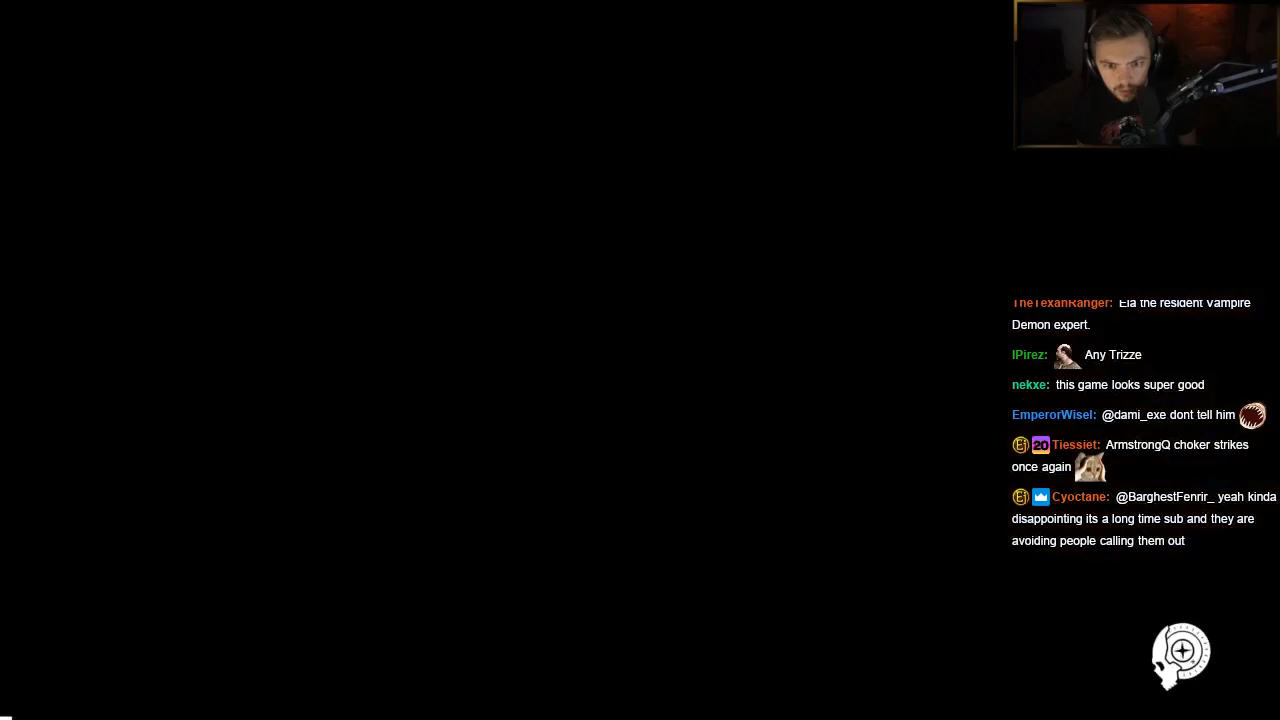 TheTexanRanger: Ela the resident Vampire
Demon expert.
IPirez: Any Trizze
nekxe: this game looks super good
EmperorWisel: @dami_exe dont tell him
20 Tiessiet: ArmstrongQ choker strikes
once again
Cyoctane: @BarghestFenrir_ yeah kinda
disappointing its a long time sub and they are
avoiding people calling them out